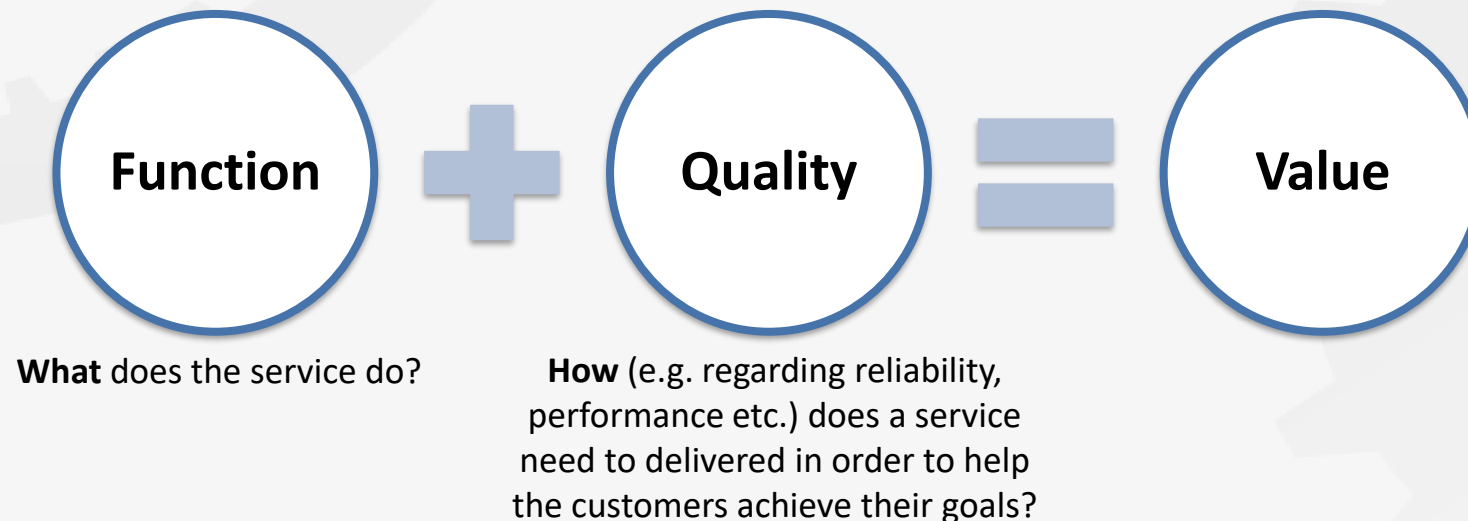 Function
Quality
Value
What does the service do?
How (e.g. regarding reliability,
performance etc.) does a service
need to delivered in order to help
the customers achieve their goals?